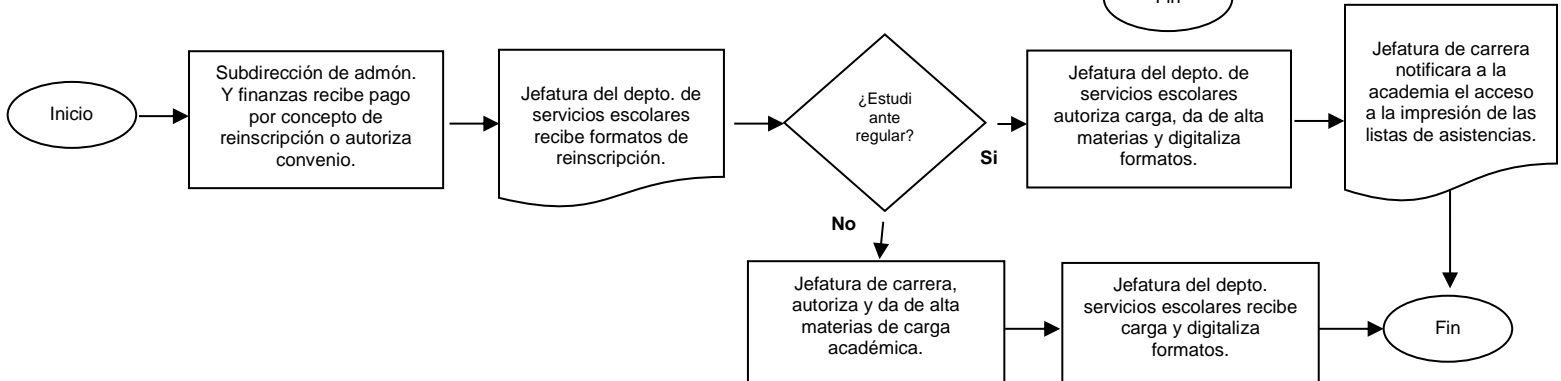 Fin
Inicio
Subdirección de admón.
Y finanzas recibe pago
por concepto de
reinscripción o autoriza
convenio.
Jefatura del depto. de
servicios escolares
recibe formatos de
reinscripción.
¿Estudi
ante
regular?
Si
No
Jefatura del depto. de
servicios escolares
autoriza carga, da de alta
materias y digitaliza
formatos.
Jefatura de carrera
notificara a la
academia el acceso
a la impresión de las
listas de asistencias.
Jefatura de carrera,
autoriza y da de alta
materias de carga
académica.
Jefatura del depto.
servicios escolares recibe
carga y digitaliza
formatos.
Fin